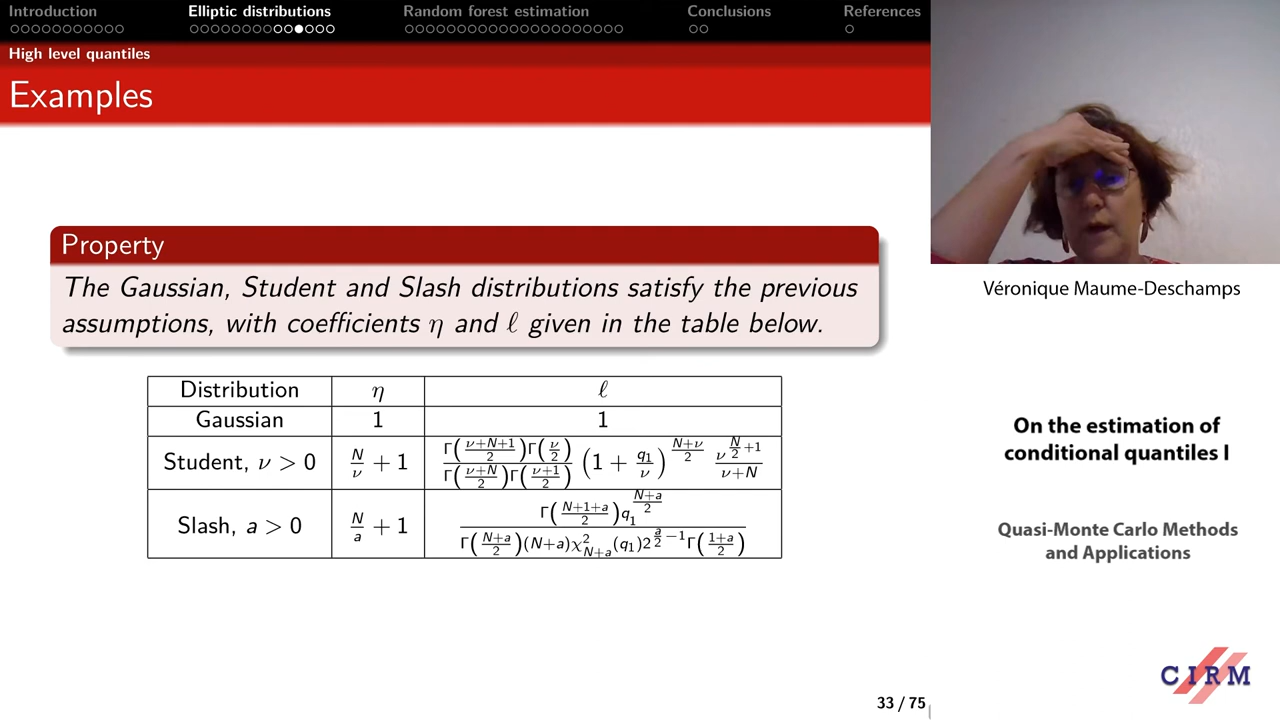 Introduction
Elliptic distributions
Random forest estimation
Conclusions
References
High level quantiles
Examples
Property
The Gaussian, Student and Slash distributions satisfy the previous
assumptions, with coefficients η and ℓ given in the table below.
Distribution η ℓ
Gaussian 1 1
Student, ν > 0 N/ν + 1 Γ((ν+N+1)/2)Γ(ν/2) / Γ((ν+N)/2)Γ((ν+1)/2) (1 + q₁/ν)^((N+ν)/2) ν^(N/2+1) / (ν+N)
Slash, a > 0 N/a + 1 Γ((N+1+a)/2) q₁^((N+a)/2) / Γ((N+a)/2)(N+a)χ²_{N+a}(q₁)2^(a/2−1)Γ((1+a)/2)
33 / 75
Véronique Maume-Deschamps
On the estimation of
conditional quantiles I
Quasi-Monte Carlo Methods
and Applications
CIRM